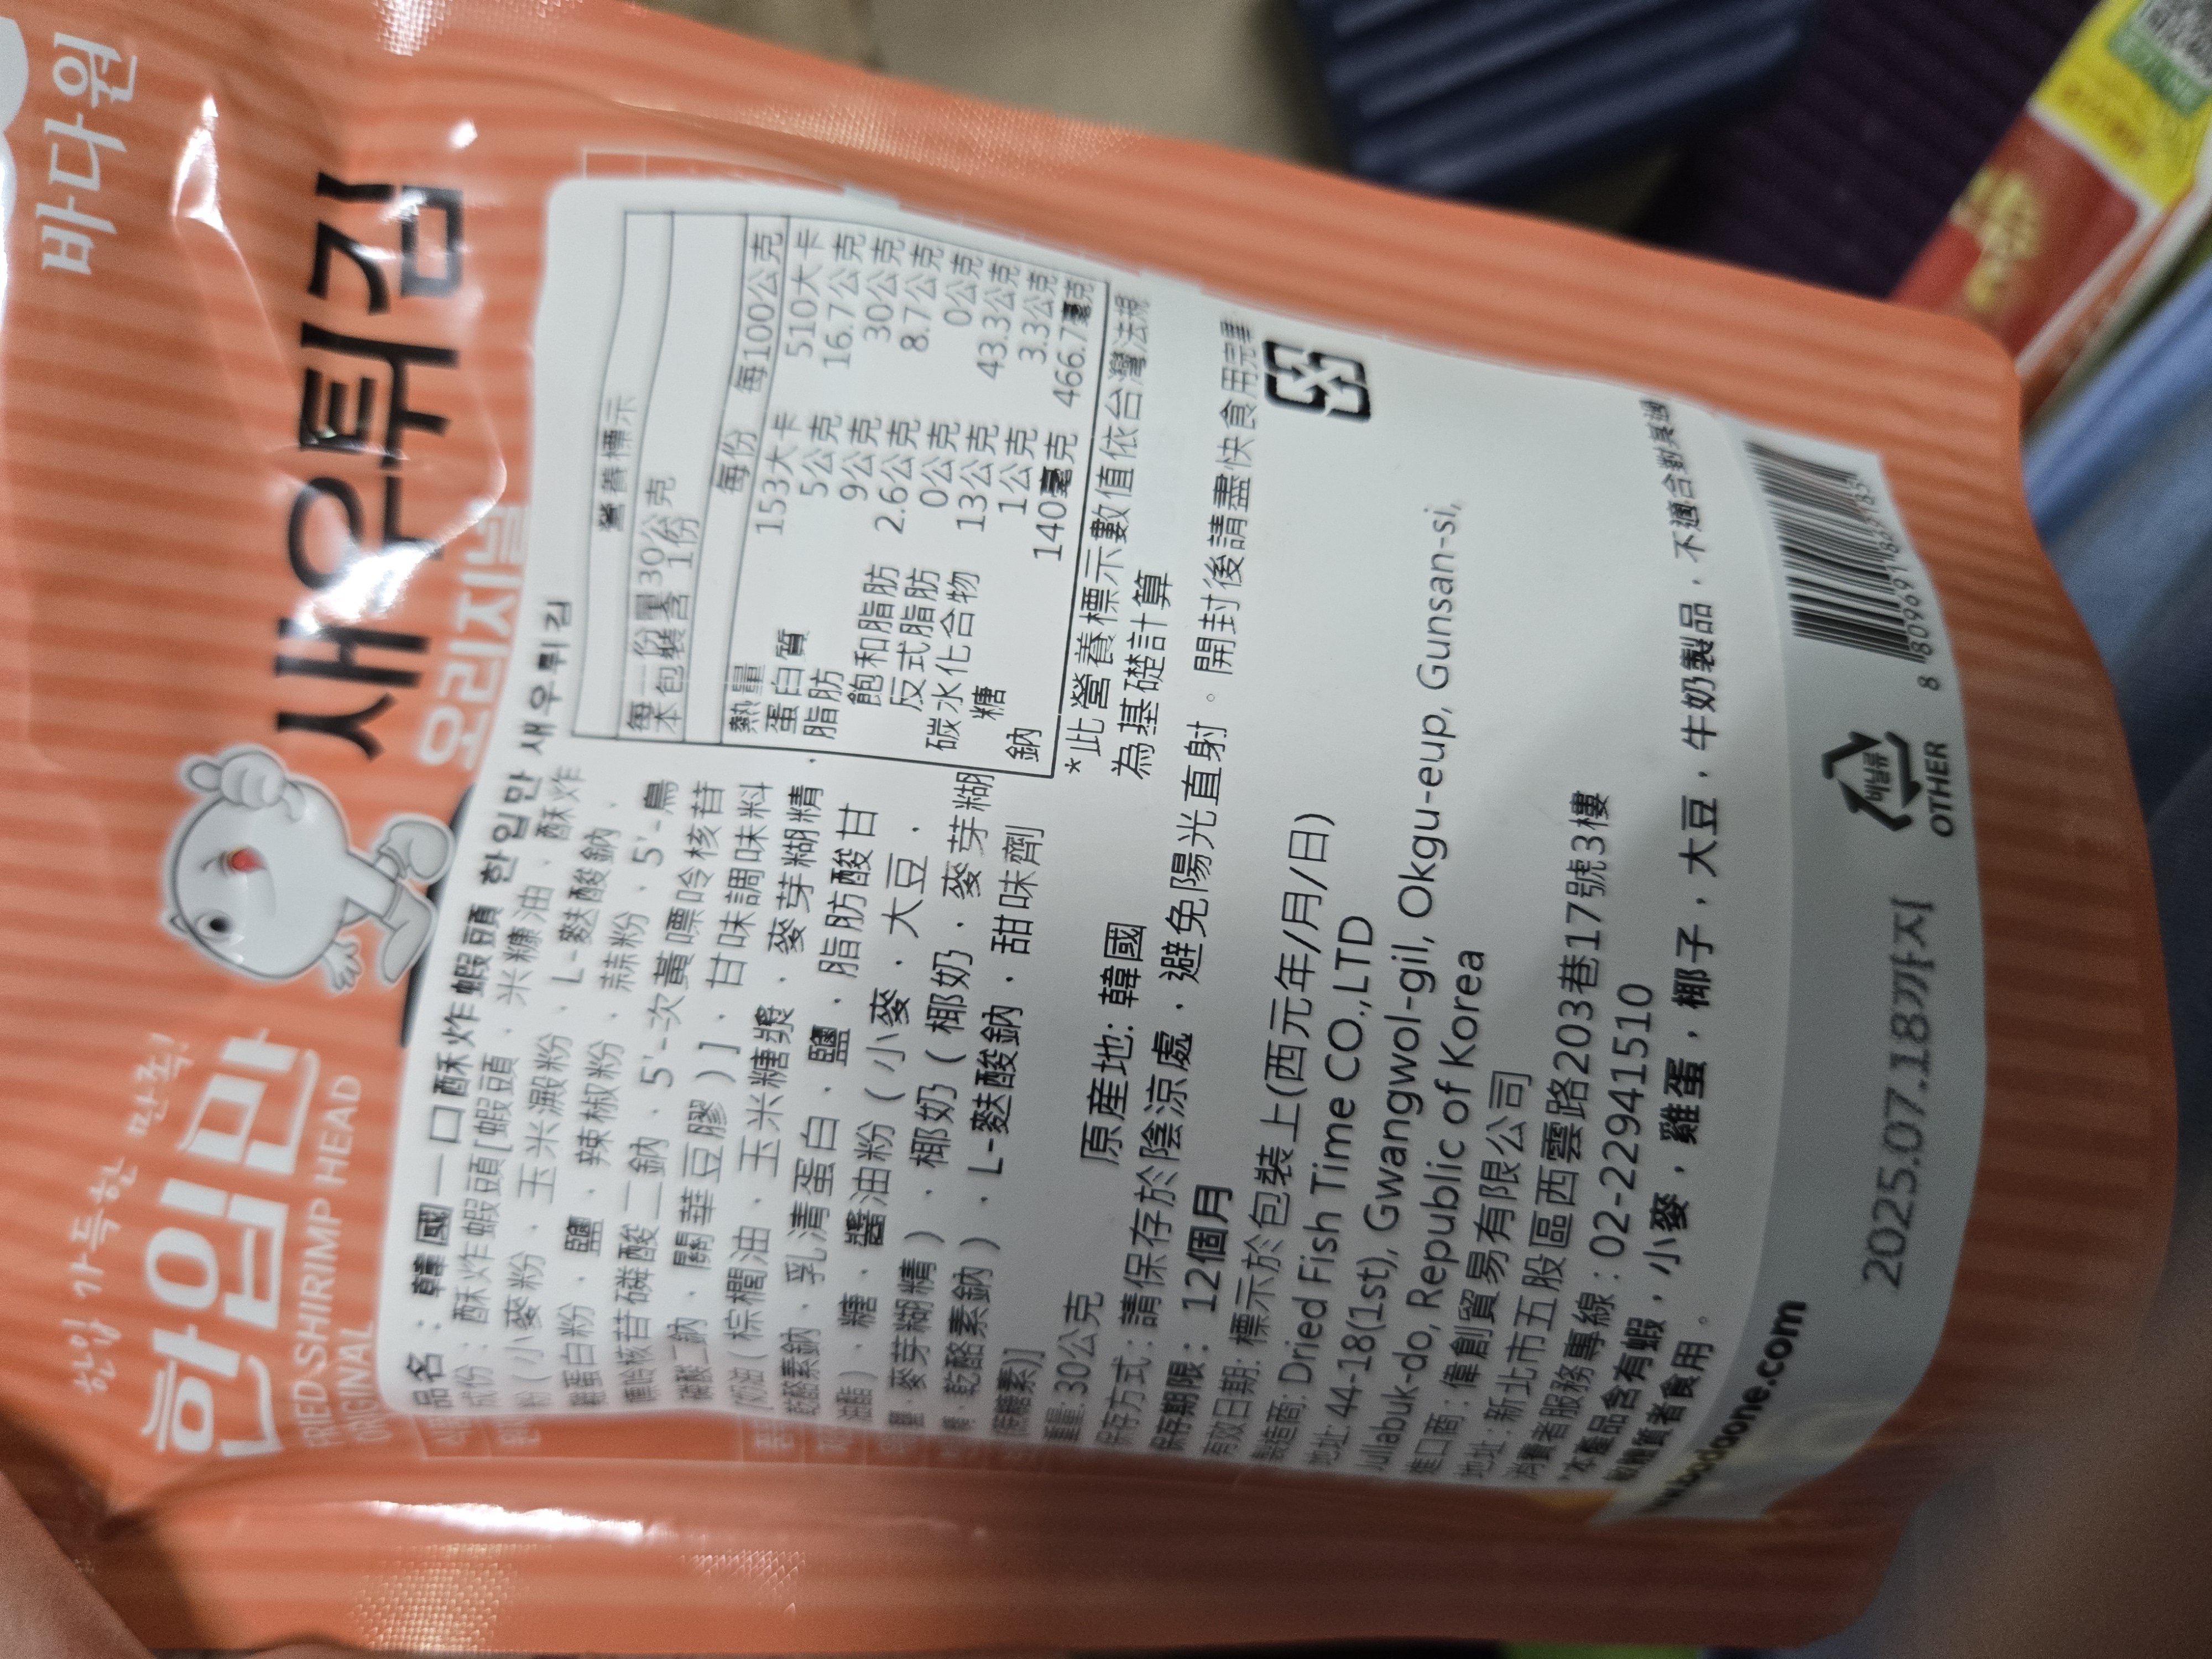 바다원
한입 가득한 만족!
한입만
새우튀김
FRIED SHIRIMP HEAD
ORIGINAL
오리지널
品名：韓國一口酥炸蝦頭 한입만 새우튀김
成份：酥炸蝦頭[蝦頭．米糠油．酥炸
粉（小麥粉．玉米澱粉．L-麩酸鈉．
雞蛋白粉．鹽．辣椒粉．蒜粉．5'-鳥
嘌呤核苷磷酸二鈉．5'-次黃嘌呤核苷
磷酸二鈉．關華豆膠）]．甘味調味料
[奶油（棕櫚油．玉米糖漿．麥芽糊精．
乾酪素鈉．乳清蛋白．鹽．脂肪酸甘
油酯）．糖．醬油粉（小麥．大豆．
鹽．麥芽糊精）．椰奶（椰奶．麥芽糊
精．乾酪素鈉）．L-麩酸鈉．甜味劑
(蔗糖素)]
營養標示
每一份量30公克
本包裝含 1份
每份 每100公克
熱量 153大卡 510大卡
蛋白質 5公克 16.7公克
脂肪 9公克 30公克
飽和脂肪 2.6公克 8.7公克
反式脂肪 0公克 0公克
碳水化合物 13公克 43.3公克
糖 1公克 3.3公克
鈉 140毫克 466.7毫克
*此營養標示數值依台灣法規
為基礎計算
重量:30公克 原産地: 韓國
保存方式：請保存於陰涼處．避免陽光直射。開封後請盡快食用完畢
保存期限：12個月
有效日期: 標示於包裝上(西元年/月/日)
製造商: Dried Fish Time CO.,LTD
地址: 44-18(1st), Gwangwol-gil, Okgu-eup, Gunsan-si,
Jullabuk-do, Republic of Korea
進口商：偉創貿易有限公司
地址：新北市五股區西雲路203巷17號3樓
消費者服務專線：02-22941510
*本產品含有蝦，小麥，雞蛋，椰子，大豆，牛奶製品，不適合對其過
敏體質者食用。
badaone.com
비닐류
OTHER
2025.07.18까지